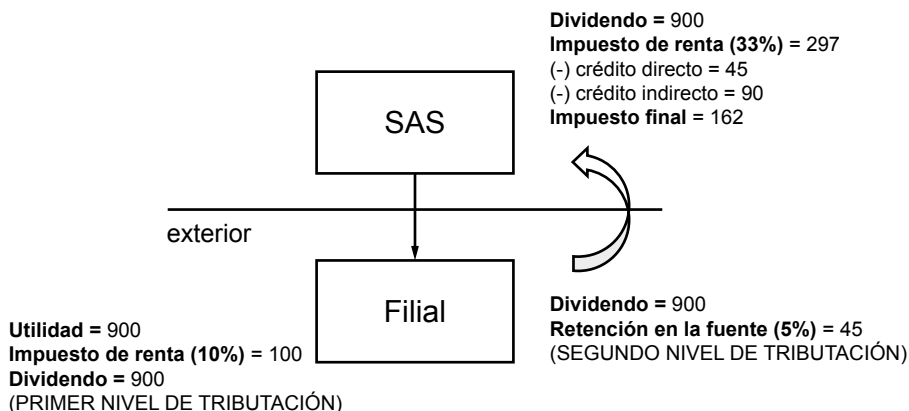 Dividendo = 900
Impuesto de renta (33%) = 297
(-) crédito directo = 45
(-) crédito indirecto = 90
Impuesto final = 162
SAS
exterior
Filial
Utilidad = 900
Impuesto de renta (10%) = 100
Dividendo = 900
(PRIMER NIVEL DE TRIBUTACIÓN)
Dividendo = 900
Retención en la fuente (5%) = 45
(SEGUNDO NIVEL DE TRIBUTACIÓN)